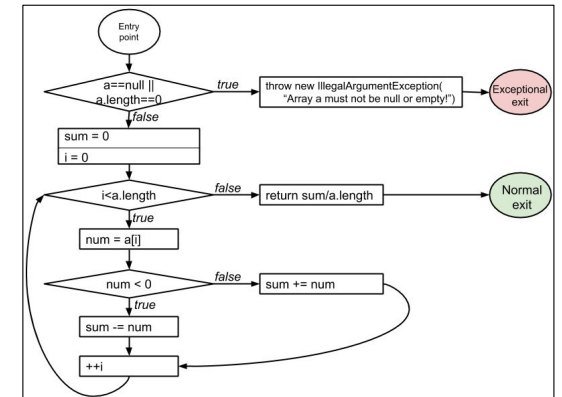 Entry
point
a==null ||
a.length==0
true
throw new IllegalArgumentException(
"Array a must not be null or empty!")
Exceptional
exit
false
sum = 0
i = 0
i<a.length
false
return sum/a.length
Normal
exit
true
num = a[i]
num < 0
false
sum += num
true
sum -= num
++i